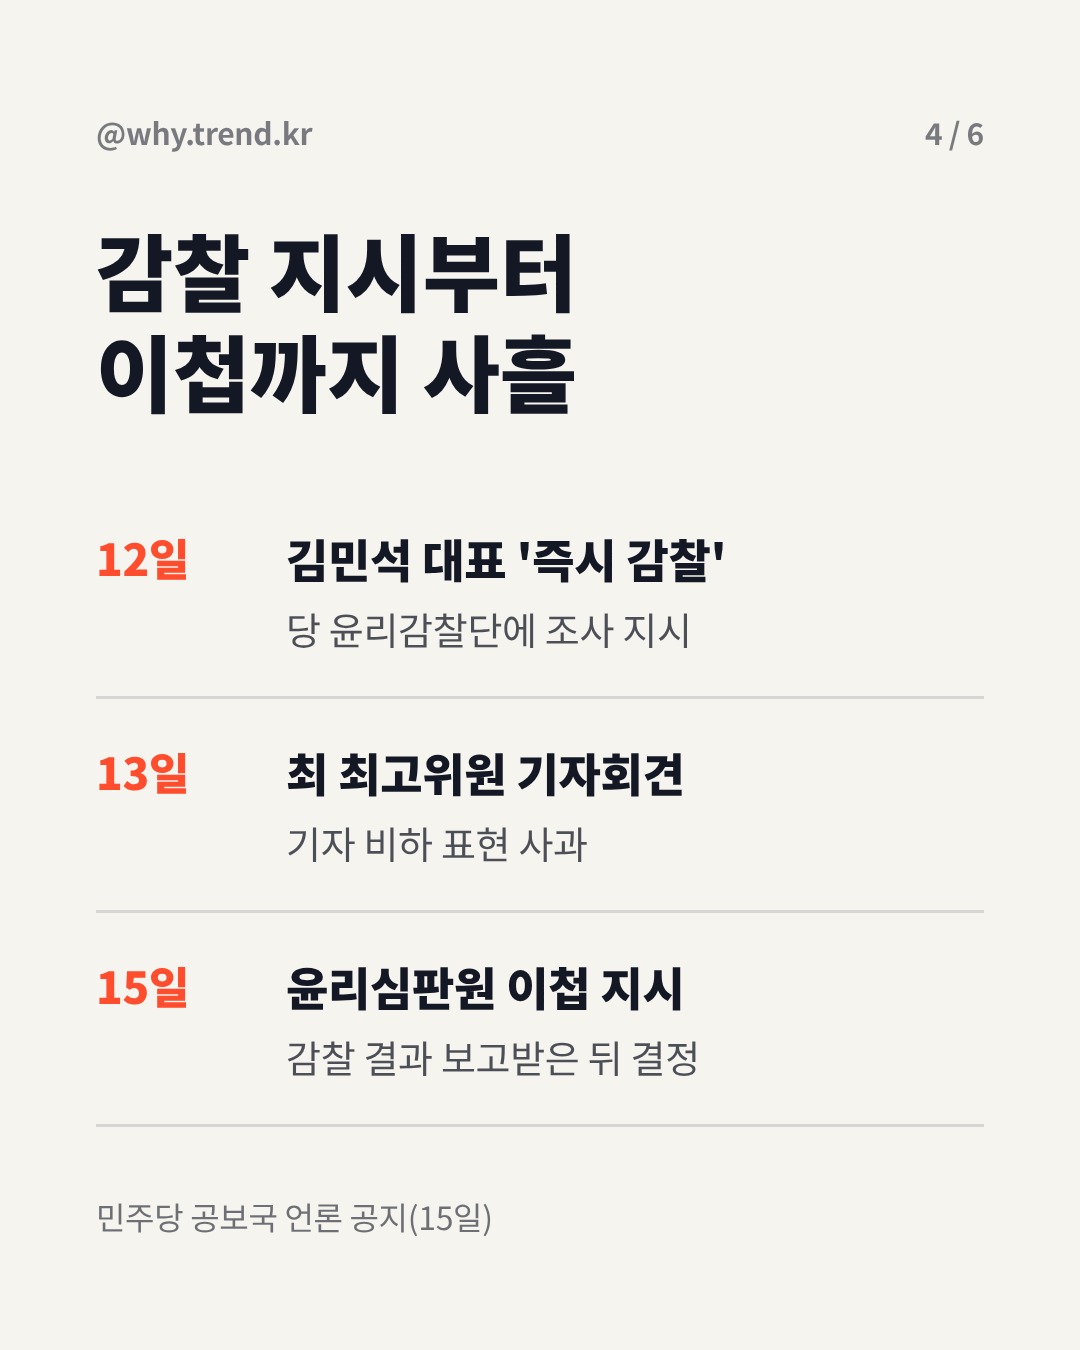 @why.trend.kr
4 / 6
감찰 지시부터
이첩까지 사흘
12일
김민석 대표 '즉시 감찰'
당 윤리감찰단에 조사 지시
13일
최 최고위원 기자회견
기자 비하 표현 사과
15일
윤리심판원 이첩 지시
감찰 결과 보고받은 뒤 결정
민주당 공보국 언론 공지(15일)